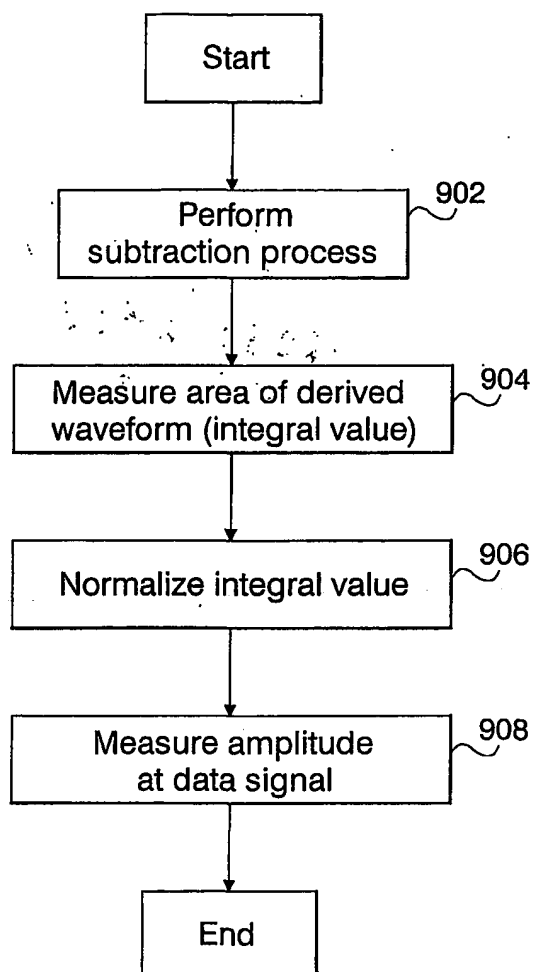 Start
902
Perform
subtraction process
904
Measure area of derived
waveform (integral value)
906
Normalize integral value
908
Measure amplitude
at data signal
End